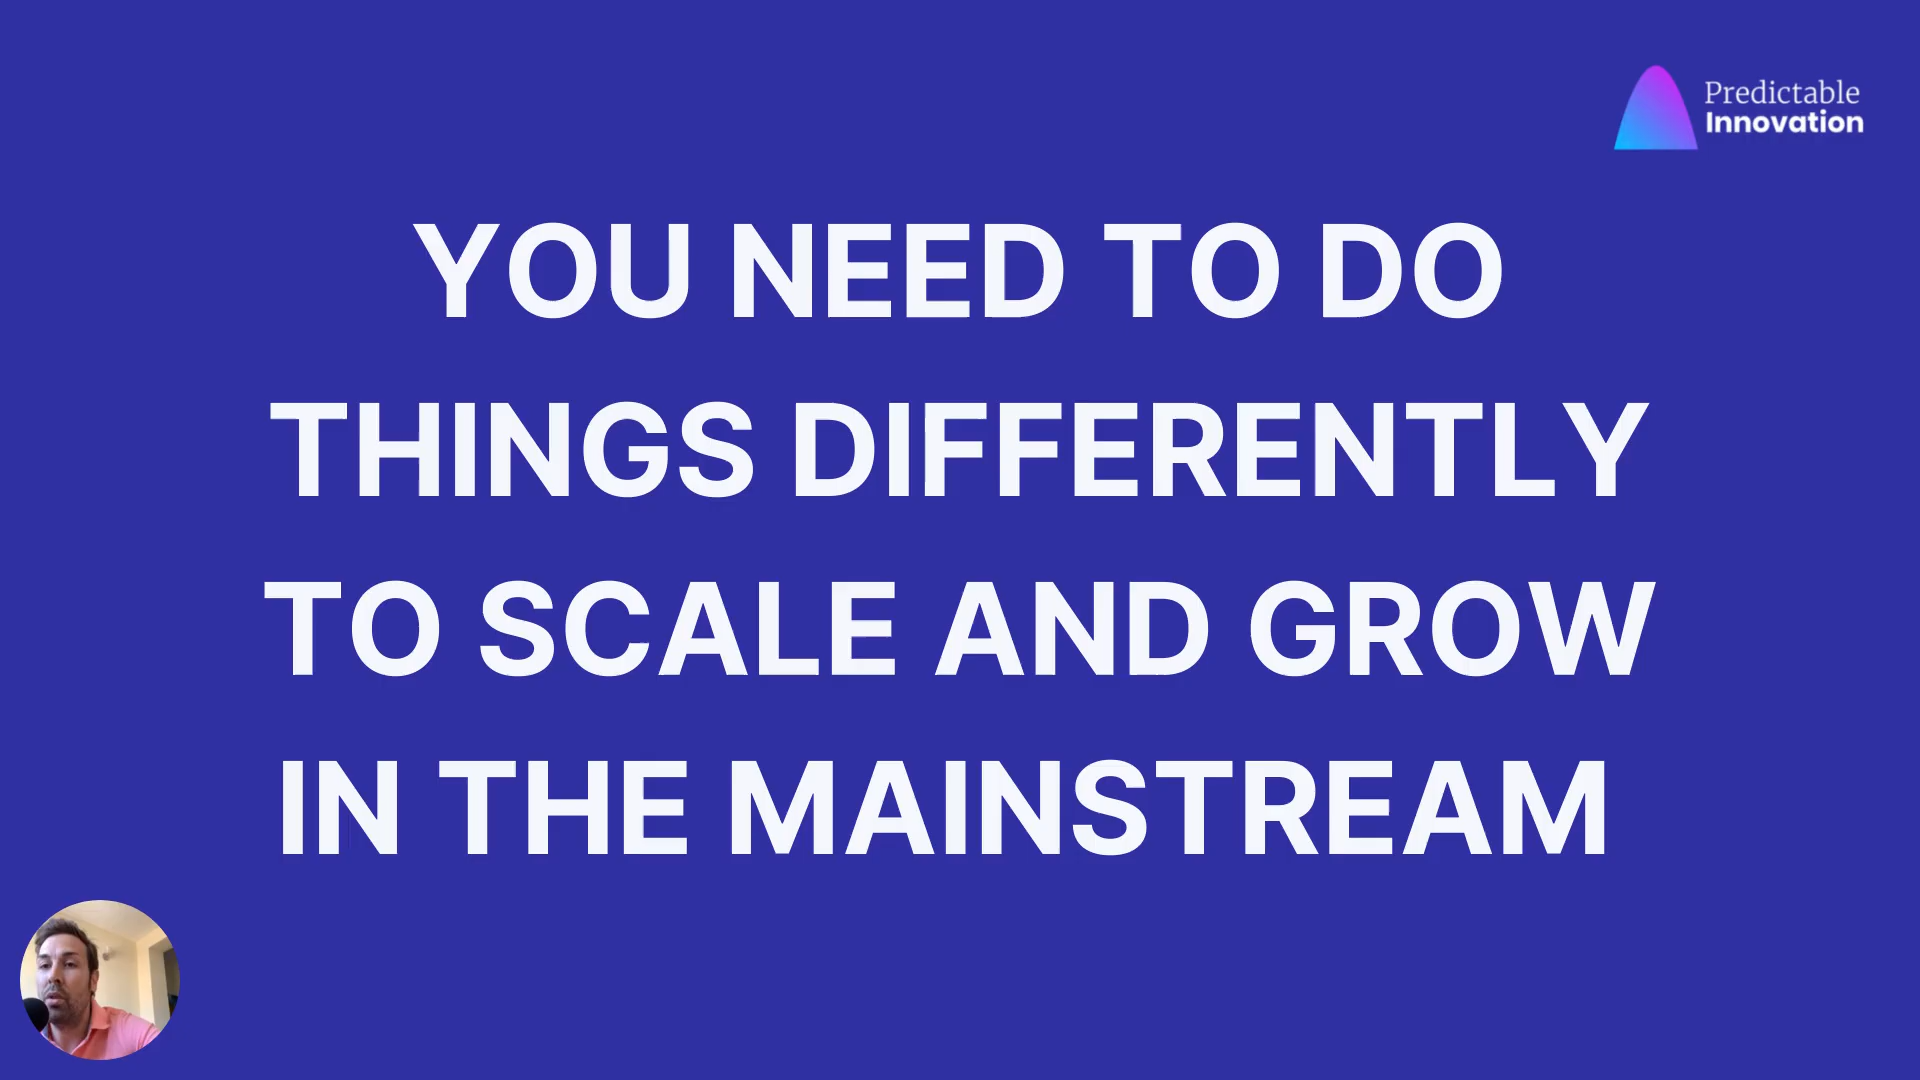 Predictable
Innovation
YOU NEED TO DO
THINGS DIFFERENTLY
TO SCALE AND GROW
IN THE MAINSTREAM